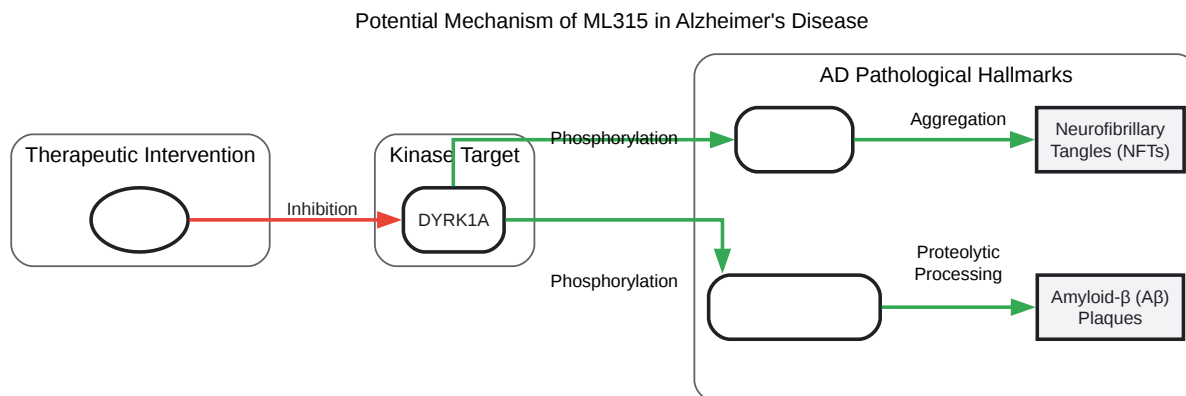 Potential Mechanism of ML315 in Alzheimer's Disease
AD Pathological Hallmarks
Therapeutic Intervention
Kinase Target
Inhibition
DYRK1A
Phosphorylation
Aggregation
Neurofibrillary
Tangles (NFTs)
Phosphorylation
Proteolytic
Processing
Amyloid-β (Aβ)
Plaques